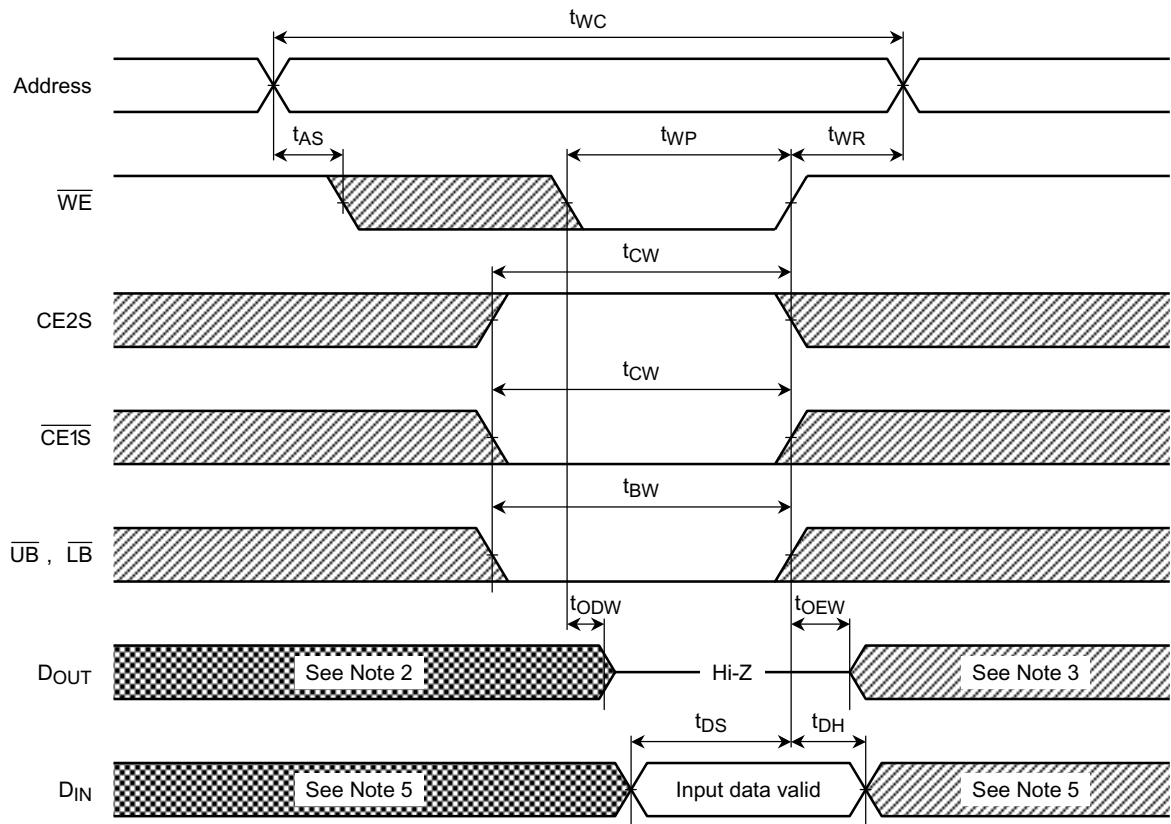 tWC
Address
tAS
tWP
tWR
WE
tCW
CE2S
tCW
CE1S
tBW
UB , LB
tODW
tOEW
DOUT
See Note 2
Hi-Z
See Note 3
tDS
tDH
DIN
See Note 5
Input data valid
See Note 5